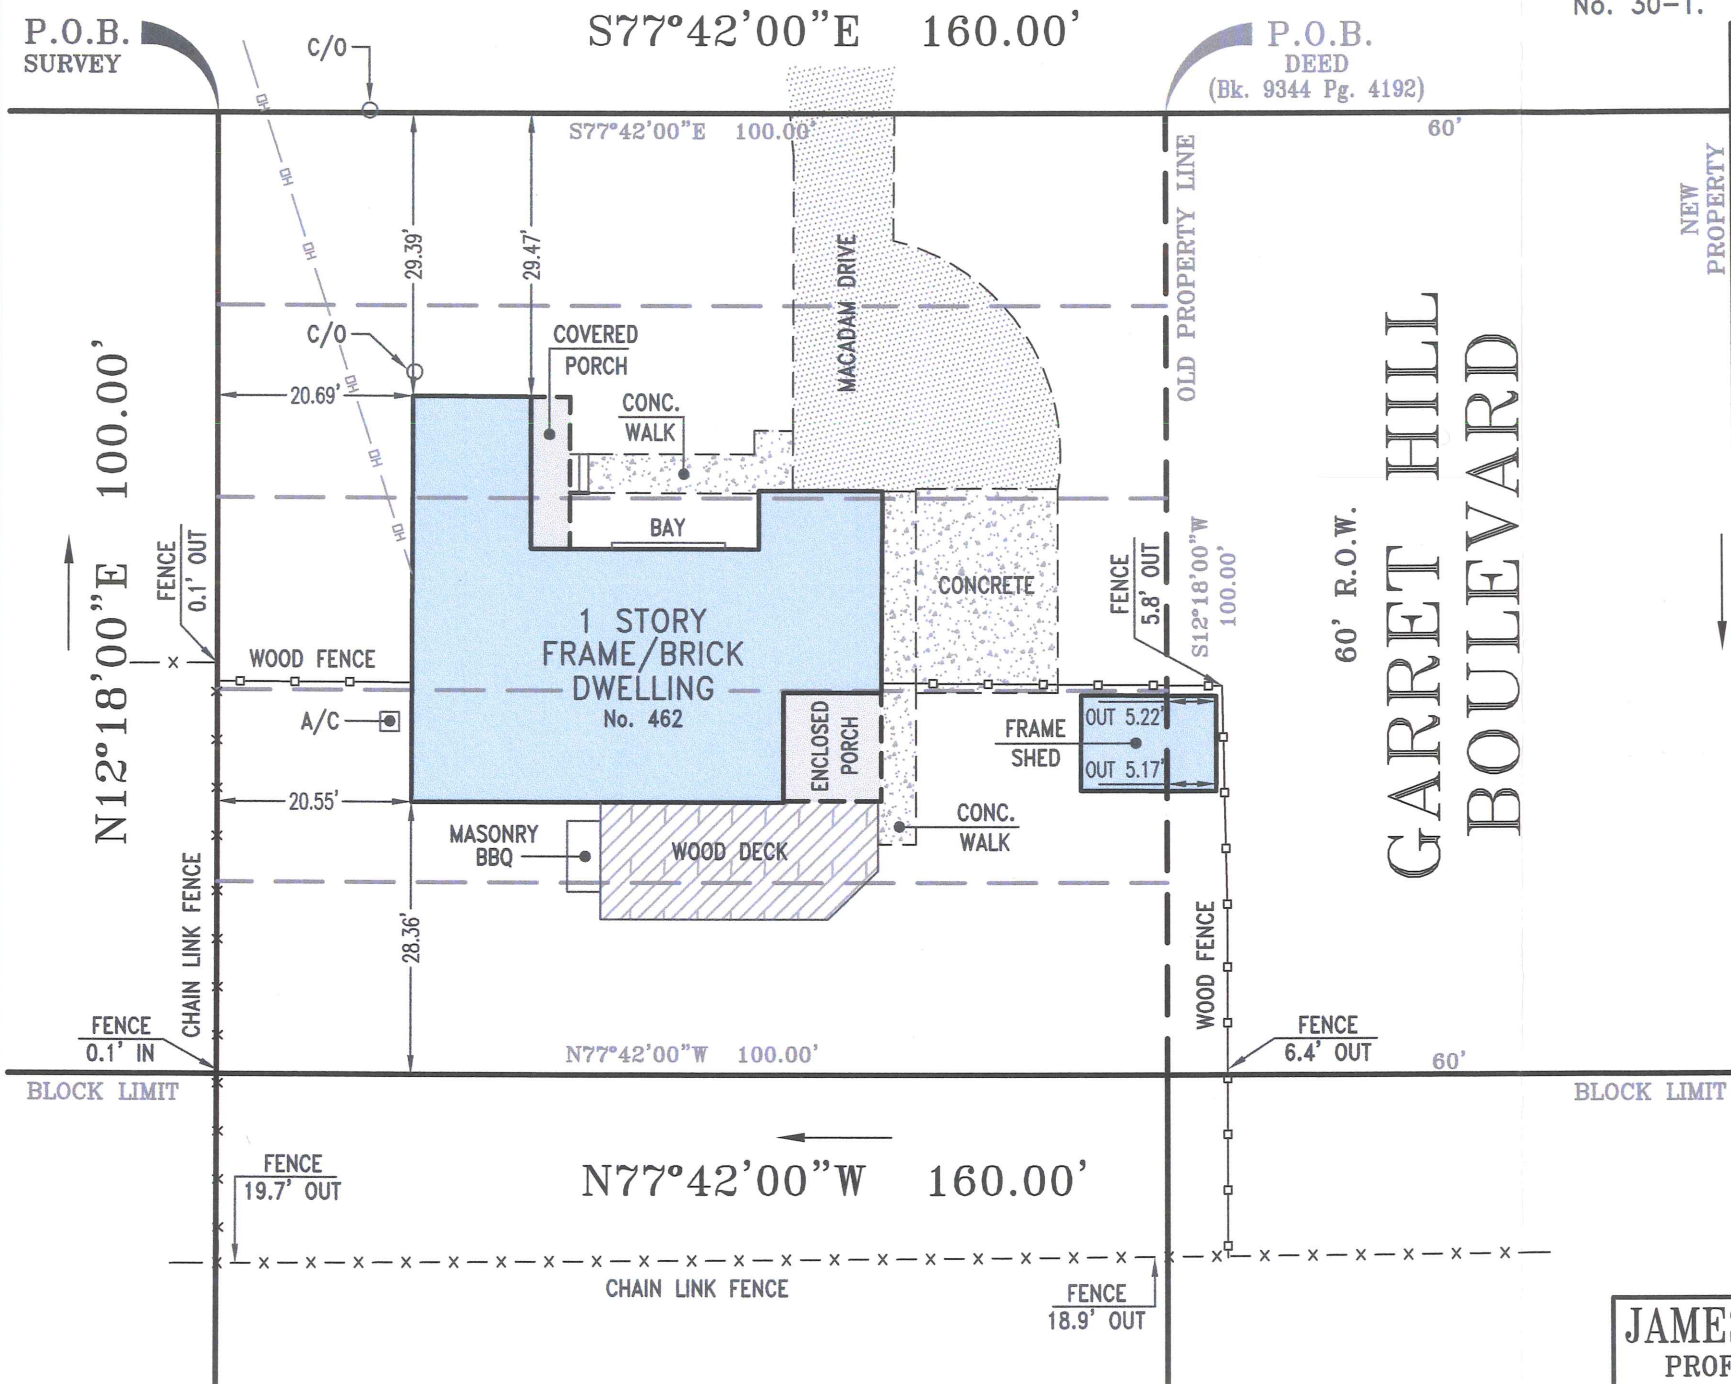 No. 30-1.
P.O.B.
SURVEY
C/O
S77°42'00"E 160.00'
P.O.B.
DEED
(Bk. 9344 Pg. 4192)
S77°42'00"E 100.00'
60'
OLD PROPERTY LINE
NEW
PROPERTY
29.39'
29.47'
MACADAM DRIVE
C/O
COVERED
PORCH
20.69'
CONC.
WALK
N12°18'00"E 100.00'
FENCE
0.1' OUT
BAY
CONCRETE
FENCE
5.8' OUT
S12°18'00"W
100.00'
60' R.O.W.
GARRET HILL
BOULEVARD
WOOD FENCE
1 STORY
FRAME/BRICK
DWELLING
No. 462
A/C
ENCLOSED
PORCH
FRAME
SHED
OUT 5.22'
OUT 5.17'
20.55'
MASONRY
BBQ
WOOD DECK
CONC.
WALK
CHAIN LINK FENCE
28.36'
WOOD FENCE
FENCE
0.1' IN
N77°42'00"W 100.00'
FENCE
6.4' OUT
60'
BLOCK LIMIT
BLOCK LIMIT
FENCE
19.7' OUT
N77°42'00"W 160.00'
CHAIN LINK FENCE
FENCE
18.9' OUT
OH
OH
OH
OH
OH
OH